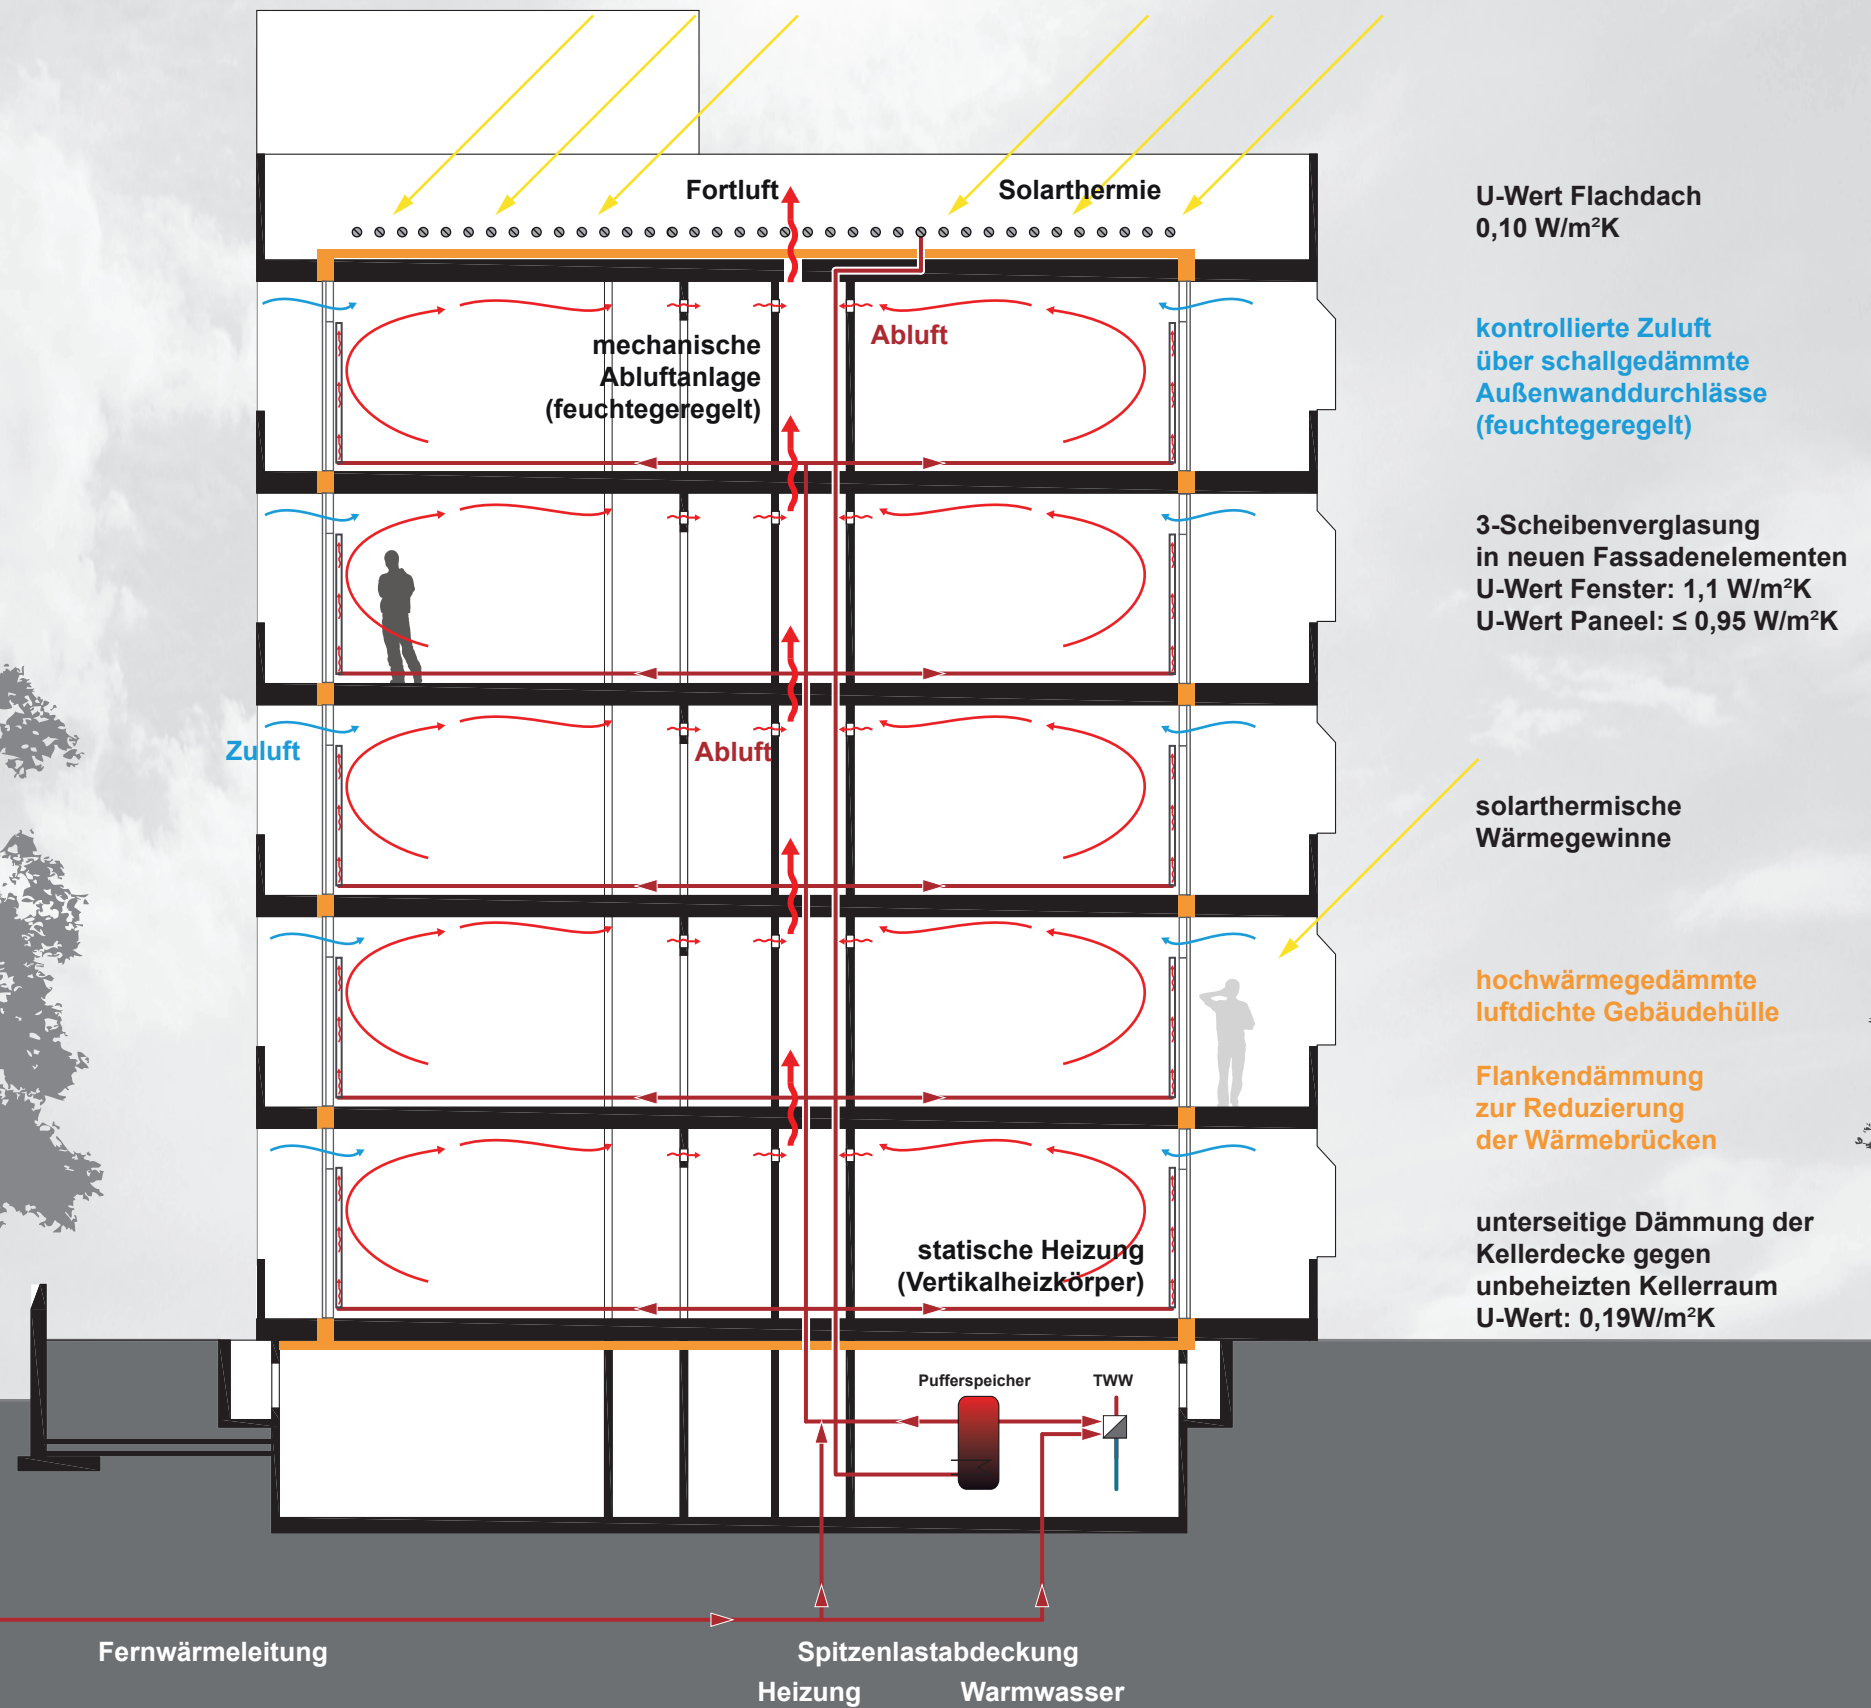 Fortluft
Solarthermie
mechanische
Abluftanlage
(feuchtegeregelt)
Abluft
Zuluft
Abluft
statische Heizung
(Vertikalheizkörper)
Pufferspeicher
TWW
U-Wert Flachdach
0,10 W/m²K
kontrollierte Zuluft
über schallgedämmte
Außenwanddurchlässe
(feuchtegeregelt)
3-Scheibenverglasung
in neuen Fassadenelementen
U-Wert Fenster: 1,1 W/m²K
U-Wert Paneel: ≤ 0,95 W/m²K
solarthermische
Wärmegewinne
hochwärmegedämmte
luftdichte Gebäudehülle
Flankendämmung
zur Reduzierung
der Wärmebrücken
unterseitige Dämmung der
Kellerdecke gegen
unbeheizten Kellerraum
U-Wert: 0,19W/m²K
Fernwärmeleitung
Spitzenlastabdeckung
Heizung
Warmwasser